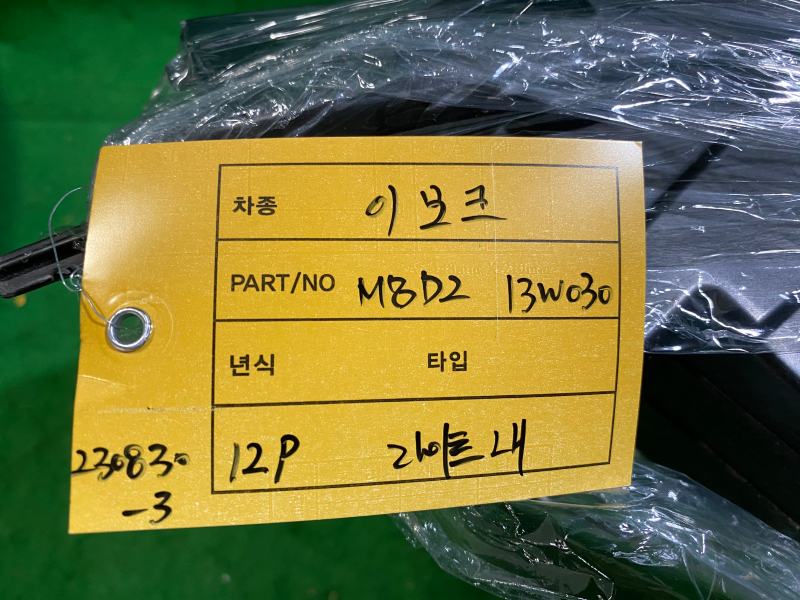 차종 이보크
PART/NO M8D2 13W030
년식 타입
12P 라이트 내
230830
-3